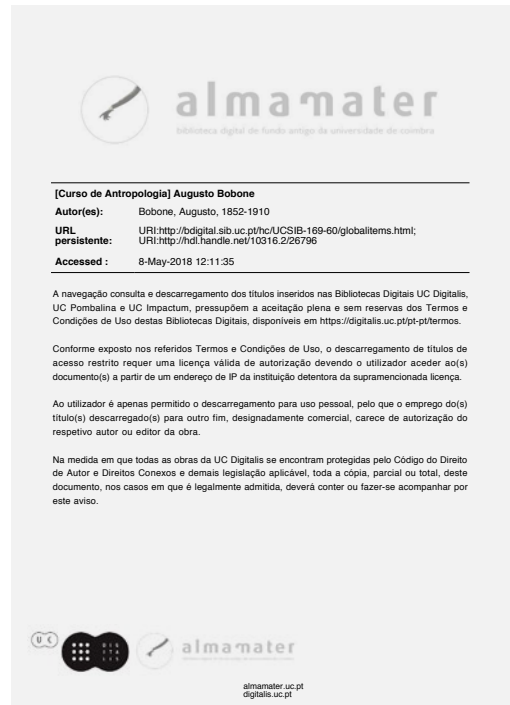 almamater
biblioteca digital de fundo antigo da universidade de coimbra
[Curso de Antropologia] Augusto Bobone
Autor(es): Bobone, Augusto, 1852-1910
URL persistente: URI:http://bdigital.sib.uc.pt/hc/UCSIB-169-60/globalitems.html;
URI:http://hdl.handle.net/10316.2/26796
Accessed : 8-May-2018 12:11:35
A navegação consulta e descarregamento dos títulos inseridos nas Bibliotecas Digitais UC Digitalis,
UC Pombalina e UC Impactum, pressupõem a aceitação plena e sem reservas dos Termos e
Condições de Uso destas Bibliotecas Digitais, disponíveis em https://digitalis.uc.pt/pt-pt/termos.
Conforme exposto nos referidos Termos e Condições de Uso, o descarregamento de títulos de
acesso restrito requer uma licença válida de autorização devendo o utilizador aceder ao(s)
documento(s) a partir de um endereço de IP da instituição detentora da supramencionada licença.
Ao utilizador é apenas permitido o descarregamento para uso pessoal, pelo que o emprego do(s)
título(s) descarregado(s) para outro fim, designadamente comercial, carece de autorização do
respetivo autor ou editor da obra.
Na medida em que todas as obras da UC Digitalis se encontram protegidas pelo Código do Direito
de Autor e Direitos Conexos e demais legislação aplicável, toda a cópia, parcial ou total, deste
documento, nos casos em que é legalmente admitida, deverá conter ou fazer-se acompanhar por
este aviso.
U C
DIG
ITA
LIS
almamater
almamater.uc.pt
digitalis.uc.pt